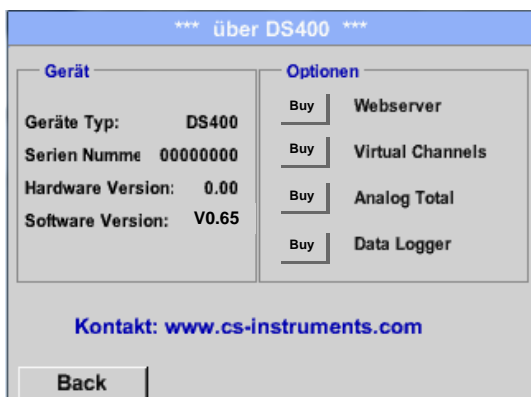 *** über DS400 ***
Gerät
Geräte Typ: DS400
Serien Numme 00000000
Hardware Version: 0.00
Software Version: V0.65
Optionen
Buy Webserver
Buy Virtual Channels
Buy Analog Total
Buy Data Logger
Kontakt: www.cs-instruments.com
Back